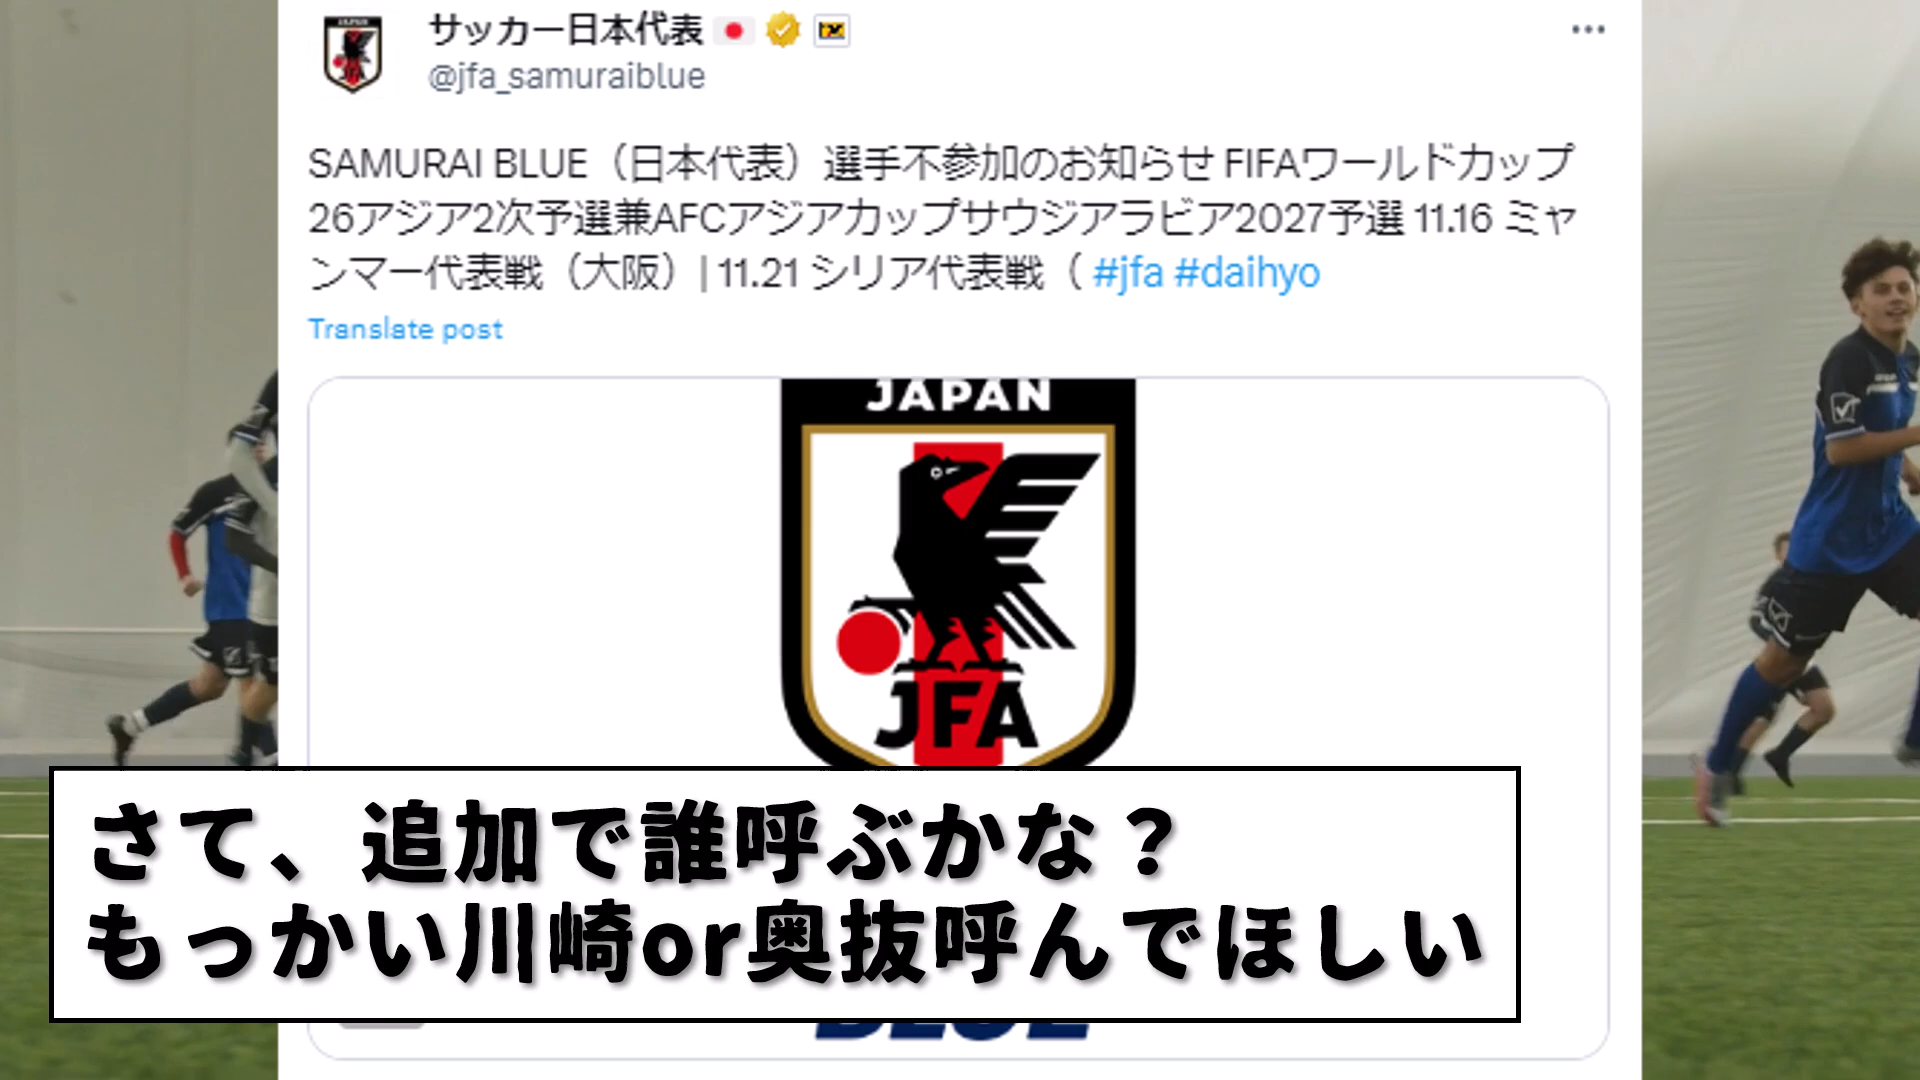 サッカー日本代表
@jfa_samuraiblue
SAMURAI BLUE（日本代表）選手不参加のお知らせ FIFAワールドカップ
26アジア2次予選兼AFCアジアカップサウジアラビア2027予選 11.16 ミャ
ンマー代表戦（大阪）| 11.21 シリア代表戦（ #jfa #daihyo
Translate post
JAPAN
JFA
さて、追加で誰呼ぶかな？
もっかい川崎or奥抜呼んでほしい
BLUE